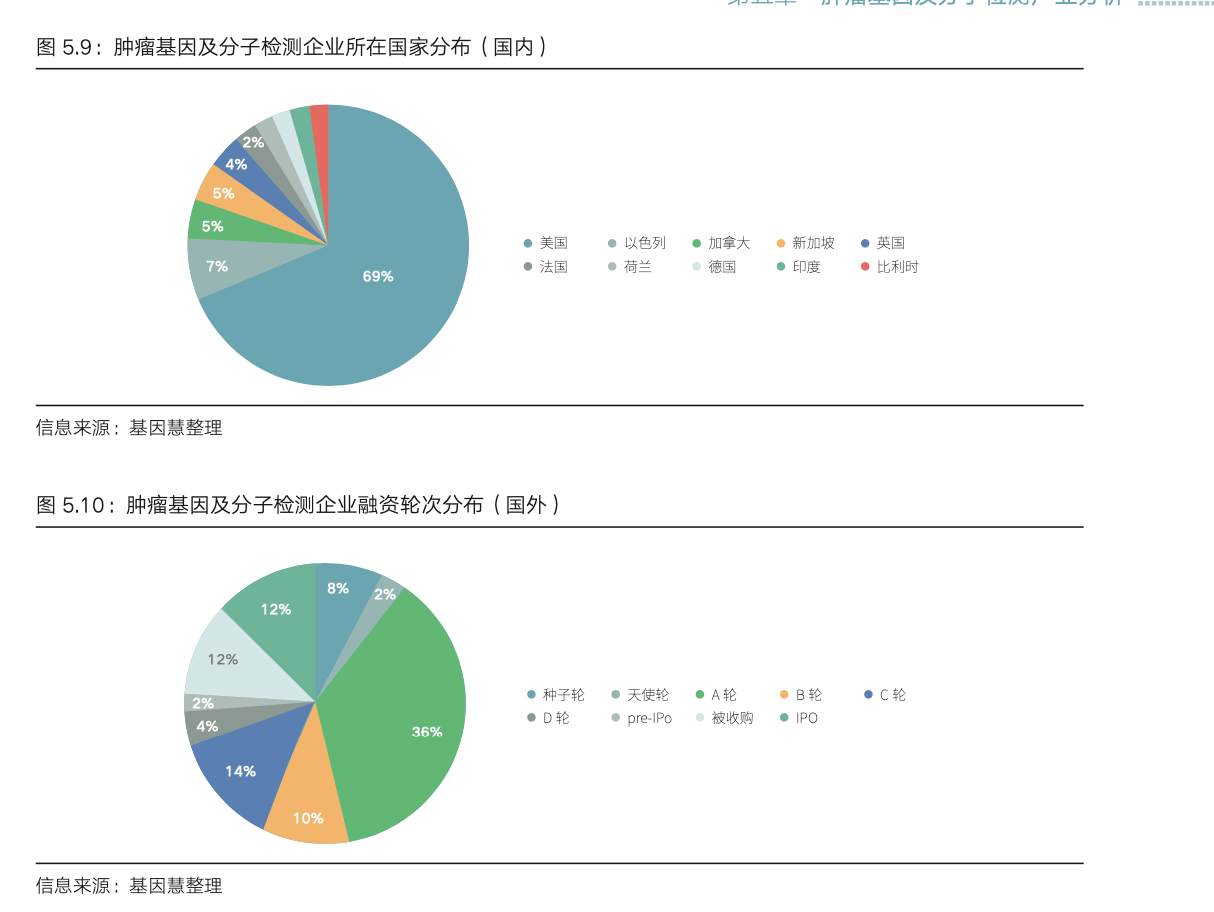 图 5.9：肿瘤基因及分子检测企业所在国家分布（国内）
2%
4%
5%
5%
7%
69%
美国 以色列 加拿大 新加坡 英国
法国 荷兰 德国 印度 比利时
信息来源：基因慧整理
图 5.10：肿瘤基因及分子检测企业融资轮次分布（国外）
8%
2%
12%
12%
2%
4%
36%
14%
10%
种子轮 天使轮 A 轮 B 轮 C 轮
D 轮 pre-IPo 被收购 IPO
信息来源：基因慧整理